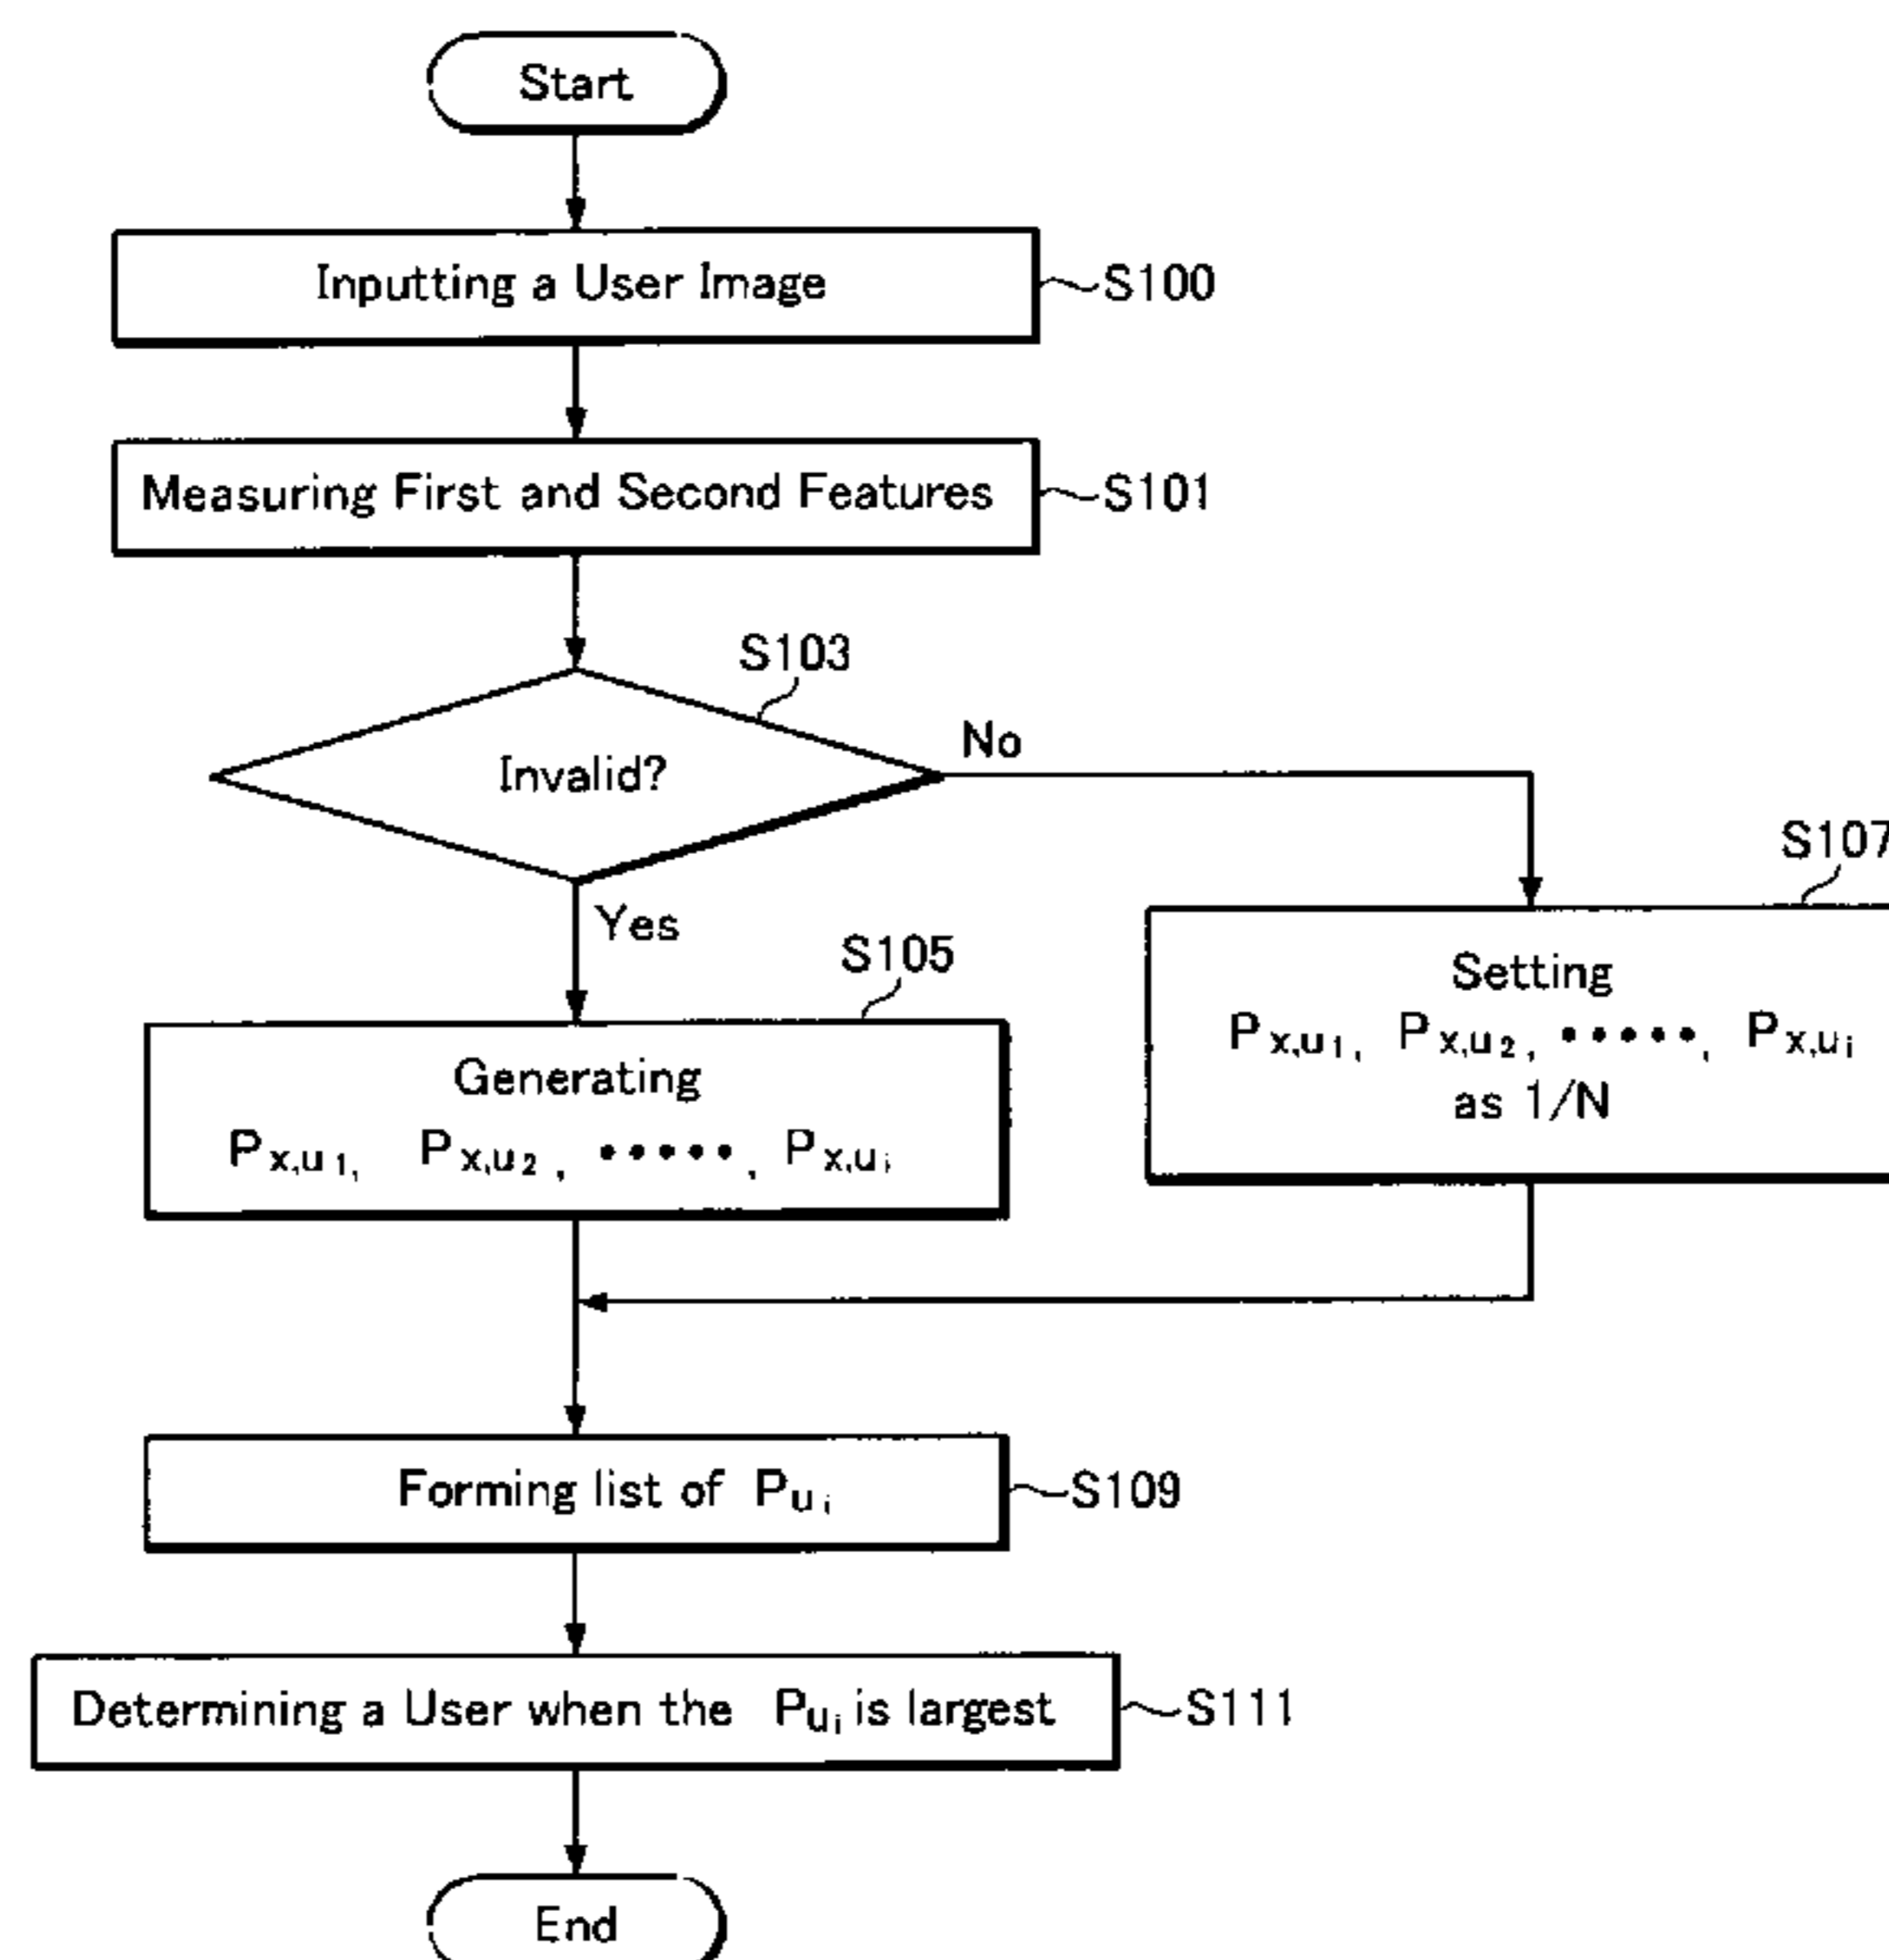 Start
Inputting a User Image
S100
Measuring First and Second Features
S101
S103
Invalid?
No
Yes
S107
Setting
Px,u1, Px,u2, •••••, Px,ui
as 1/N
S105
Generating
Px,u1, Px,u2, •••••, Px,ui
Forming list of Pui
S109
Determining a User when the Pui is largest
S111
End